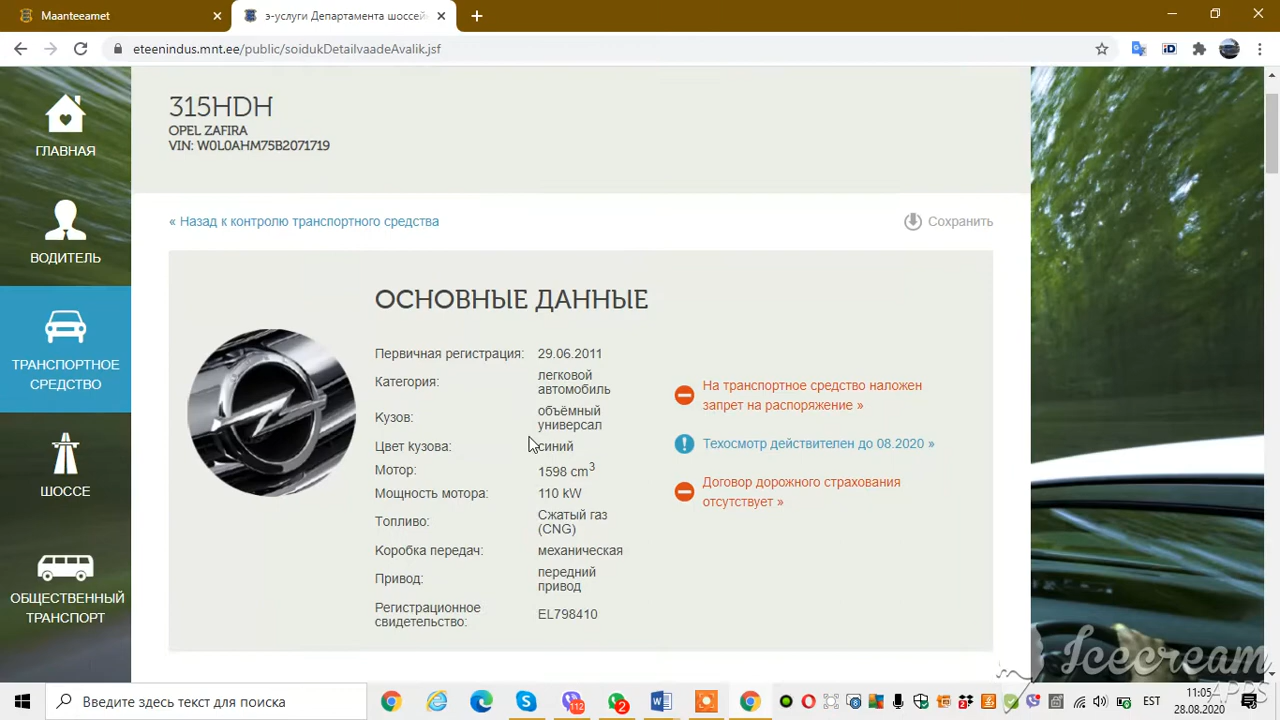 Maanteeamet
э-услуги Департамента шоссей
eteenindus.mnt.ee/public/soidukDetailvaadeAvalik.jsf
315HDH
OPEL ZAFIRA
VIN: W0L0AHM75B2071719
« Назад к контролю транспортного средства
Сохранить
ГЛАВНАЯ
ВОДИТЕЛЬ
ТРАНСПОРТНОЕ
СРЕДСТВО
ШОССЕ
ОБЩЕСТВЕННЫЙ
ТРАНСПОРТ
ОСНОВНЫЕ ДАННЫЕ
Первичная регистрация: 29.06.2011
Категория: легковой
автомобиль
Кузов: объёмный
универсал
Цвет кузова: синий
Мотор: 1598 cm³
Мощность мотора: 110 kW
Топливо: Сжатый газ
(CNG)
Коробка передач: механическая
Привод: передний
привод
Регистрационное
свидетельство: EL798410
На транспортное средство наложен
запрет на распоряжение »
Техосмотр действителен до 08.2020 »
Договор дорожного страхования
отсутствует »
Icecream
APPS
Введите здесь текст для поиска
112
2
2
EST
11:05
28.08.2020